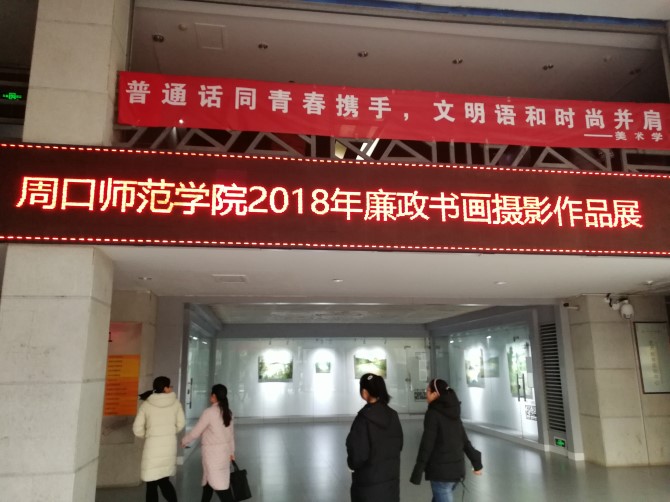 普通话同青春携手，文明语和时尚并肩
——美术学
周口师范学院2018年廉政书画摄影作品展